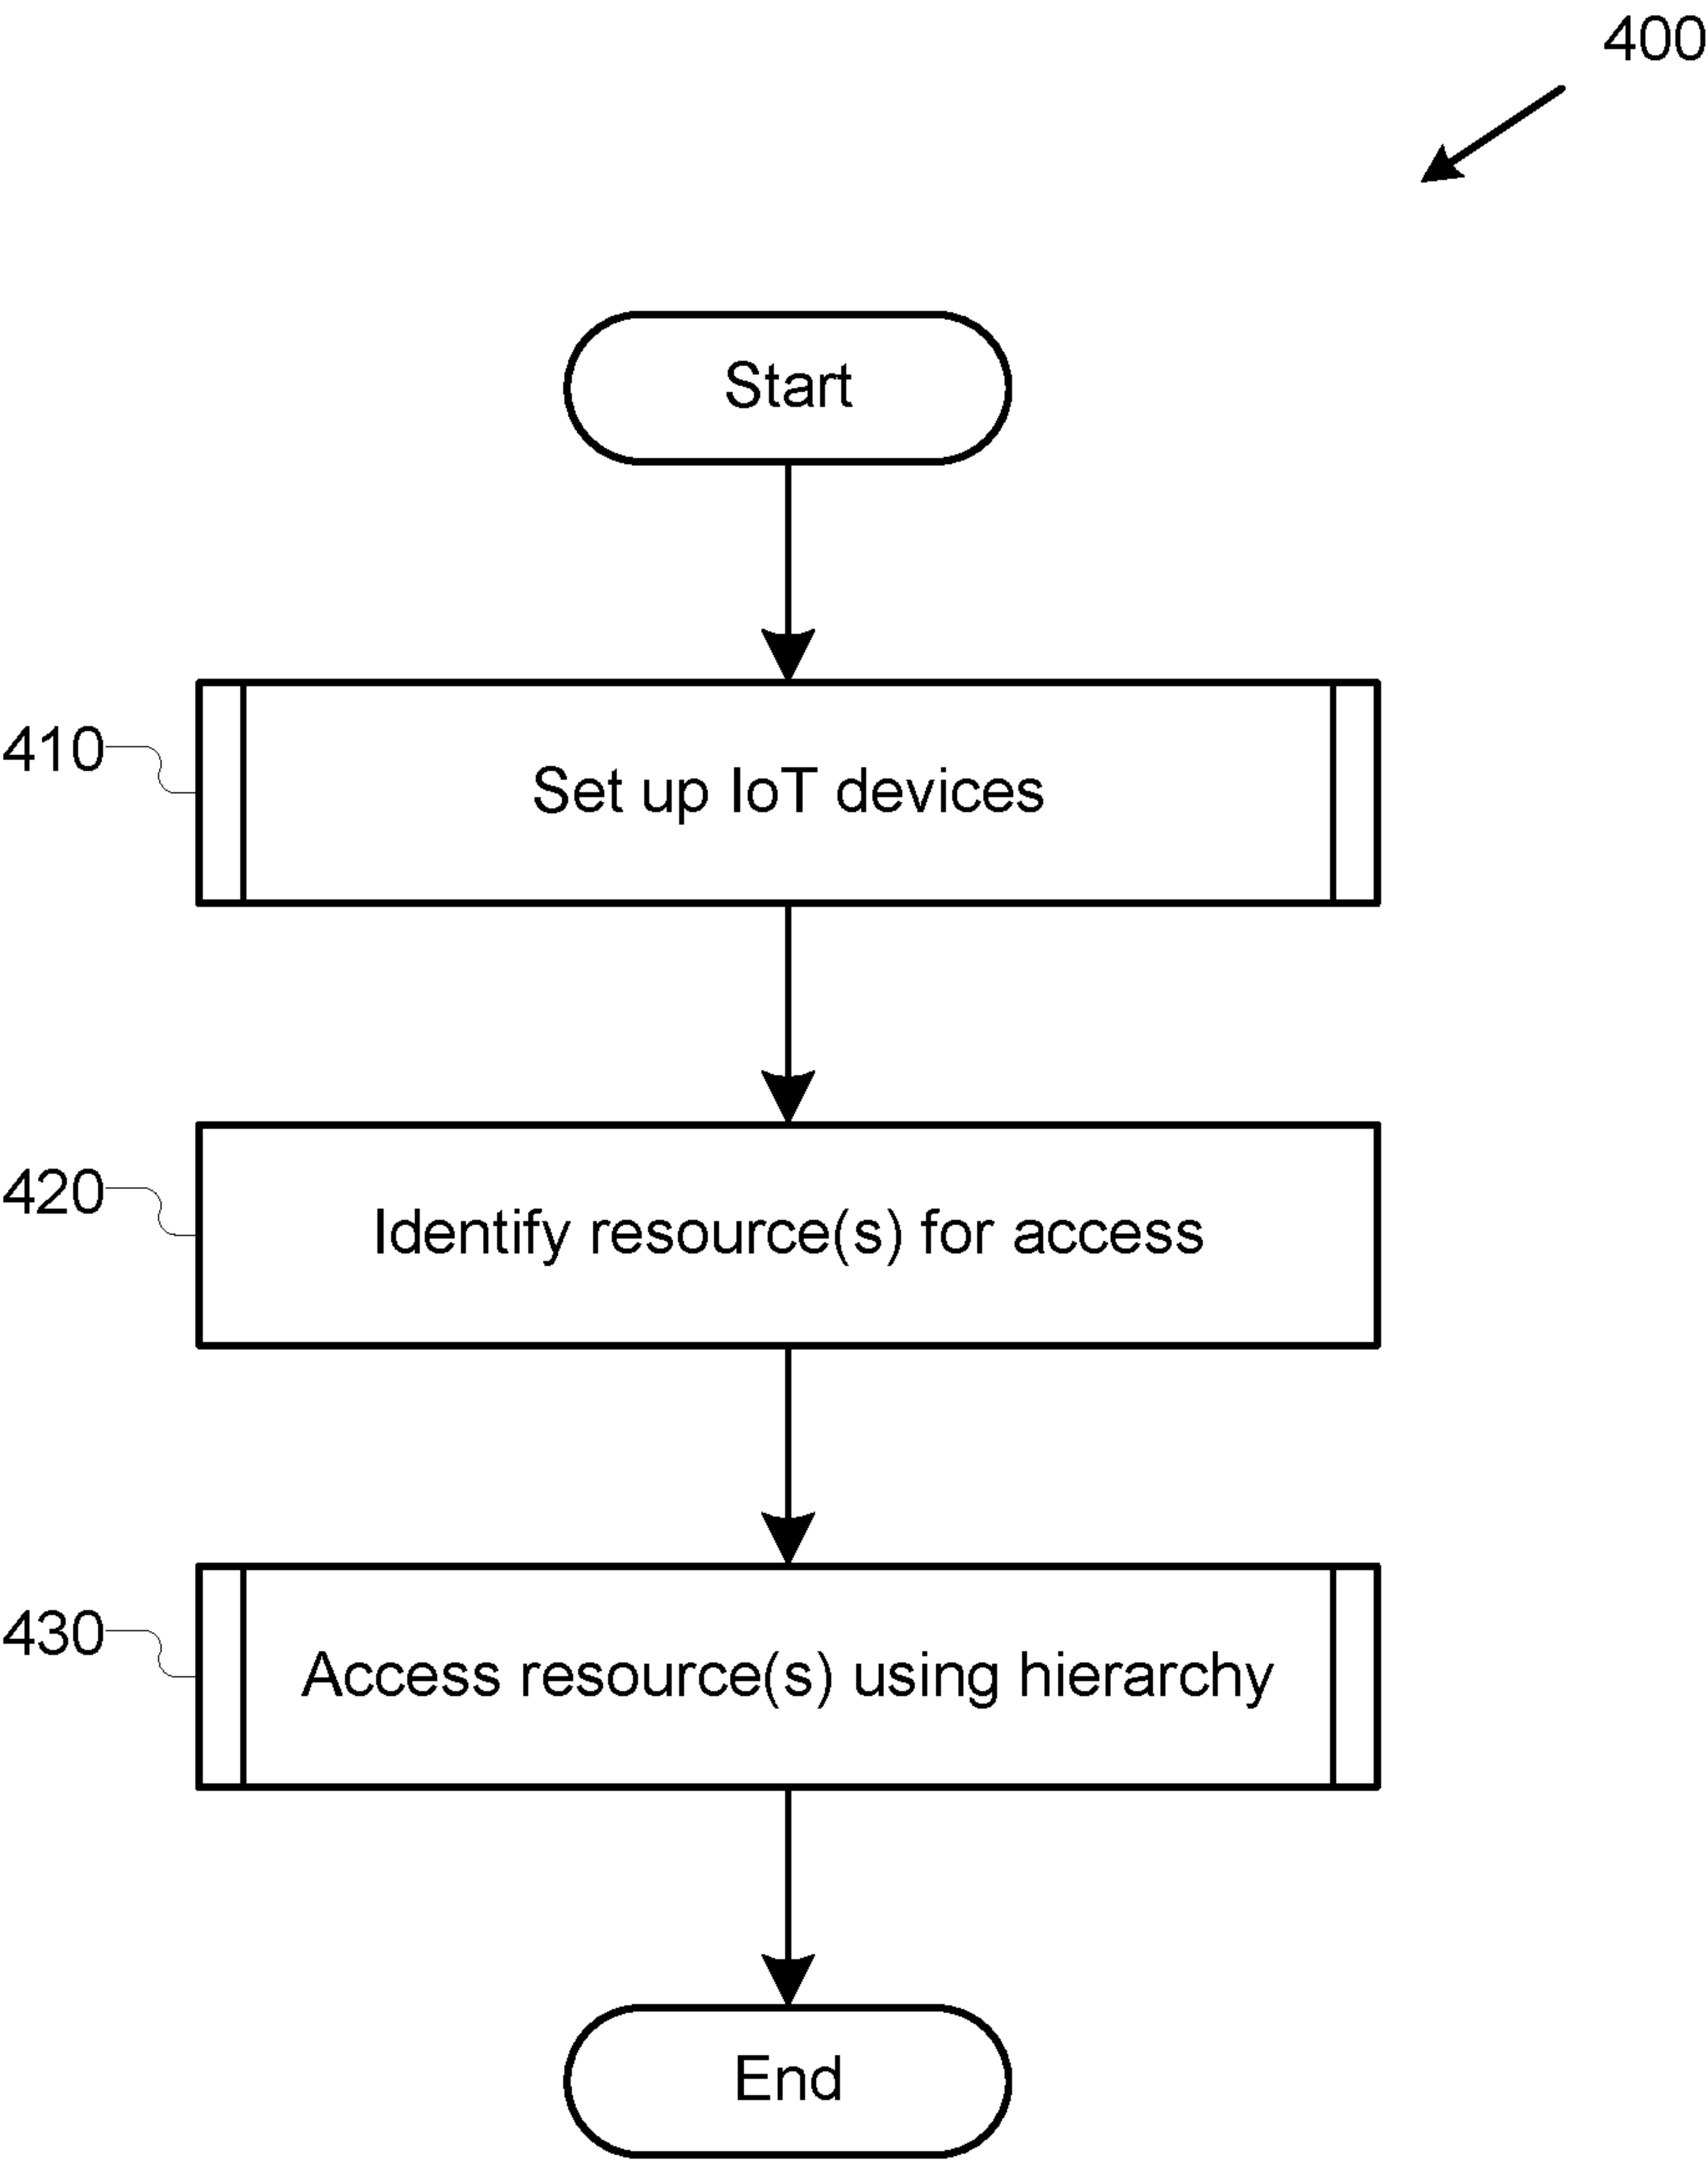 400
Start
410
Set up IoT devices
420
Identify resource(s) for access
430
Access resource(s) using hierarchy
End